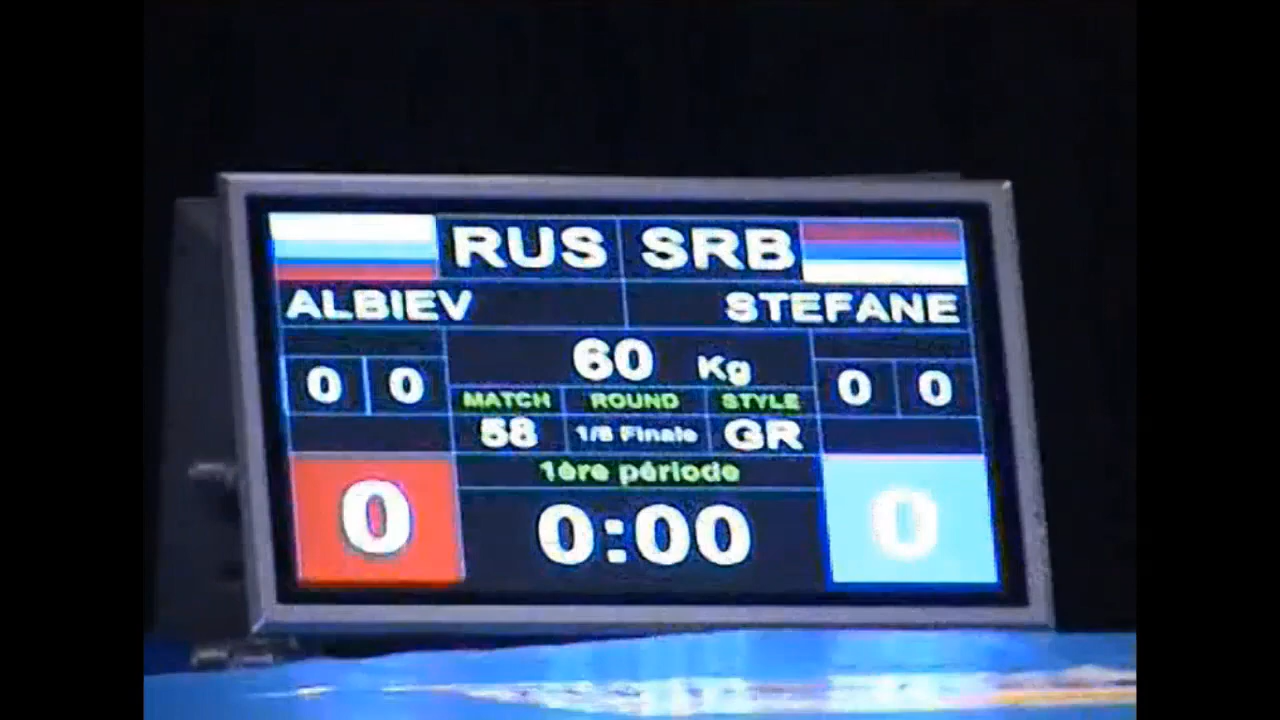 RUS SRB
ALBIEV STEFANE
60 Kg
0 0 0 0
MATCH ROUND STYLE
58 1/8 Finale GR
1ère période
0 0:00 0